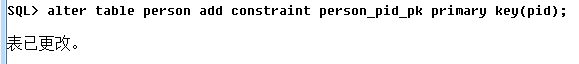 SQL> alter table person add constraint person_pid_pk primary key(pid);
表已更改。